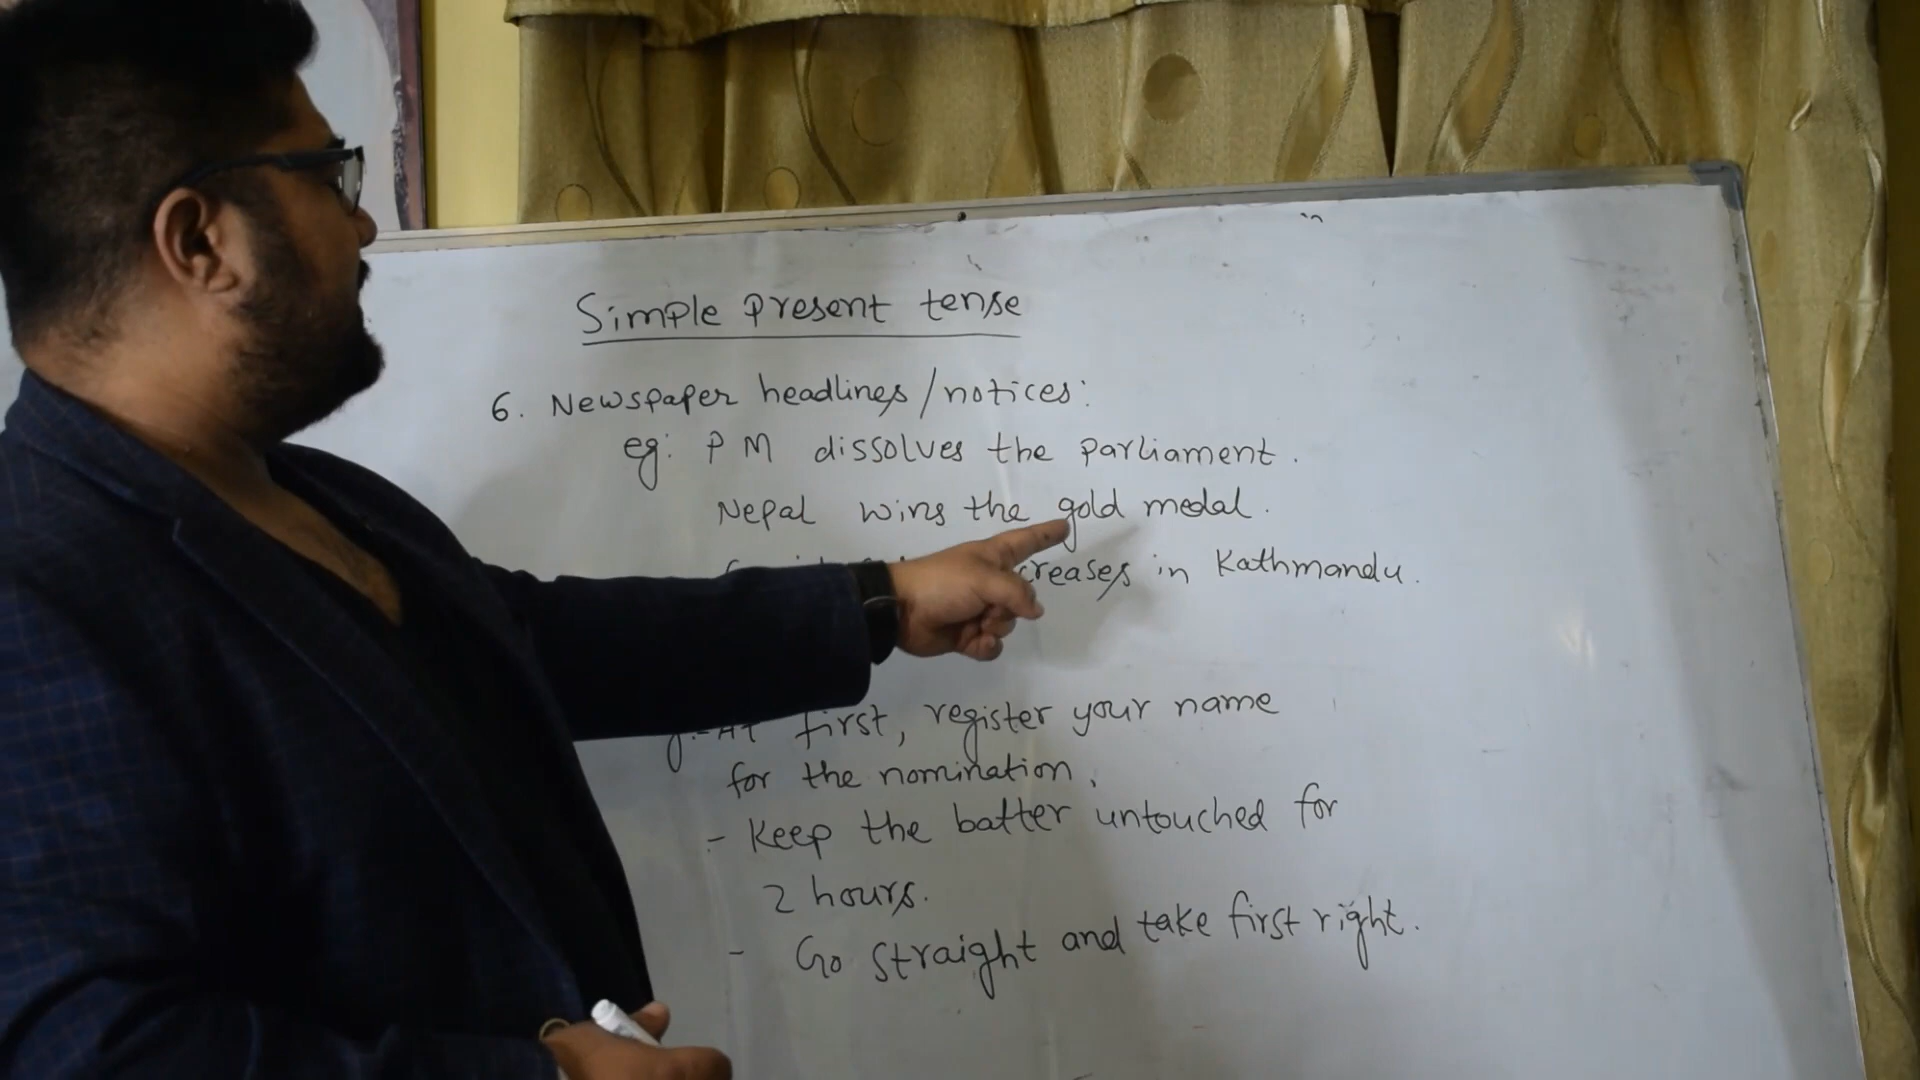 Simple Present tense
6. Newspaper headlines/notices:
eg: PM dissolves the parliament.
Nepal wins the gold medal.
in Kathmandu.
first, register your name
for the nomination.
- Keep the batter untouched for
2 hours.
- Go straight and take first right.